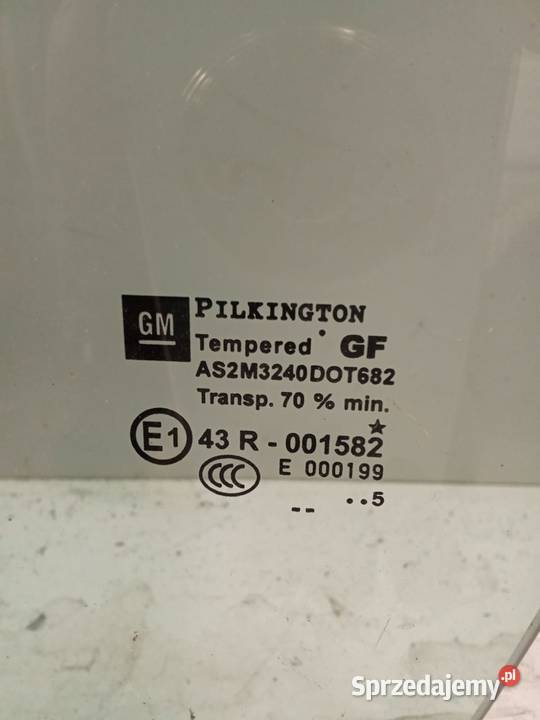 GM
PILKINGTON
Tempered GF
AS2M3240DOT682
Transp. 70 % min.
E1 43 R - 001582
CCC E 000199
-- ..5
Sprzedajemy.pl